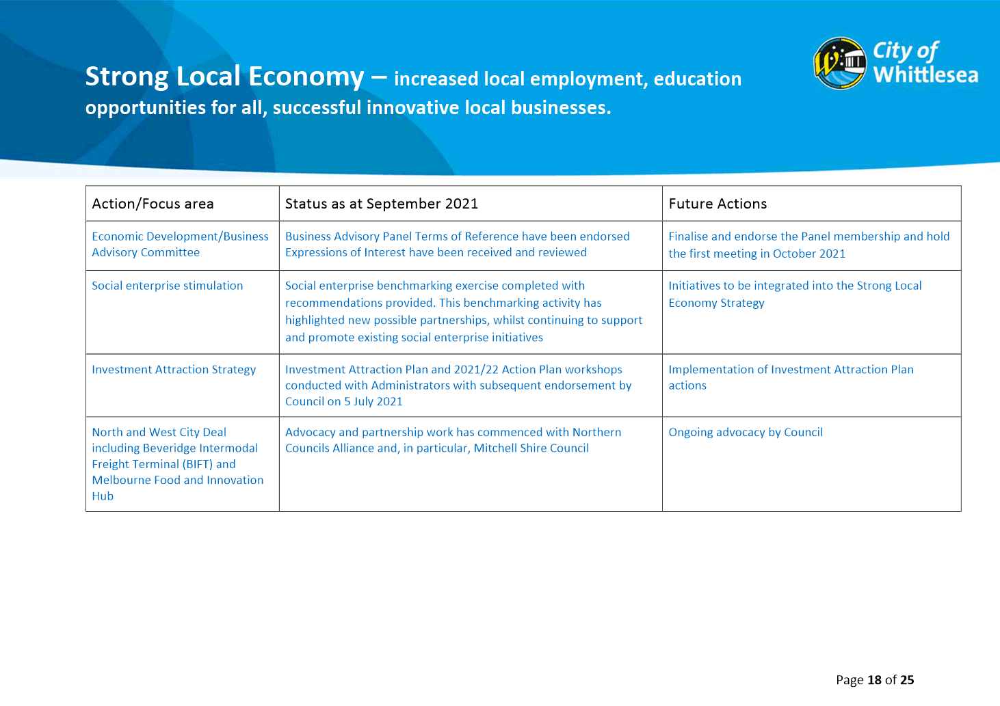 Strong Local Economy – increased local employment, education
opportunities for all, successful innovative local businesses.
City of
Whittlesea
Action/Focus area
Status as at September 2021
Future Actions
Economic Development/Business
Advisory Committee
Business Advisory Panel Terms of Reference have been endorsed
Expressions of Interest have been received and reviewed
Finalise and endorse the Panel membership and hold
the first meeting in October 2021
Social enterprise stimulation
Social enterprise benchmarking exercise completed with
recommendations provided. This benchmarking activity has
highlighted new possible partnerships, whilst continuing to support
and promote existing social enterprise initiatives
Initiatives to be integrated into the Strong Local
Economy Strategy
Investment Attraction Strategy
Investment Attraction Plan and 2021/22 Action Plan workshops
conducted with Administrators with subsequent endorsement by
Council on 5 July 2021
Implementation of Investment Attraction Plan
actions
North and West City Deal
including Beveridge Intermodal
Freight Terminal (BIFT) and
Melbourne Food and Innovation
Hub
Advocacy and partnership work has commenced with Northern
Councils Alliance and, in particular, Mitchell Shire Council
Ongoing advocacy by Council
Page 18 of 25